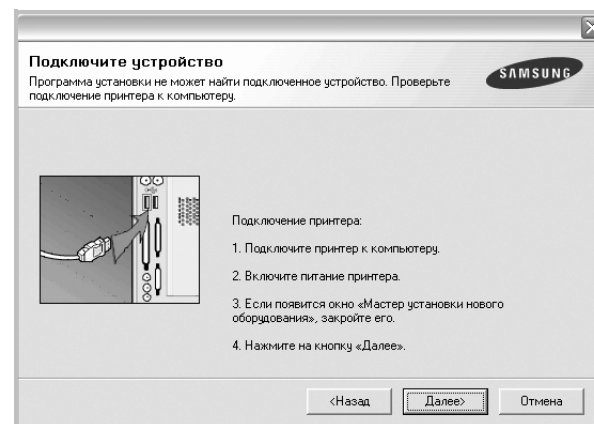 Подключите устройство
Программа установки не может найти подключенное устройство. Проверьте
подключение принтера к компьютеру.
SAMSUNG
Подключение принтера:
1. Подключите принтер к компьютеру.
2. Включите питание принтера.
3. Если появится окно «Мастер установки нового
оборудования», закройте его.
4. Нажмите на кнопку «Далее».
<Назад
Далее>
Отмена